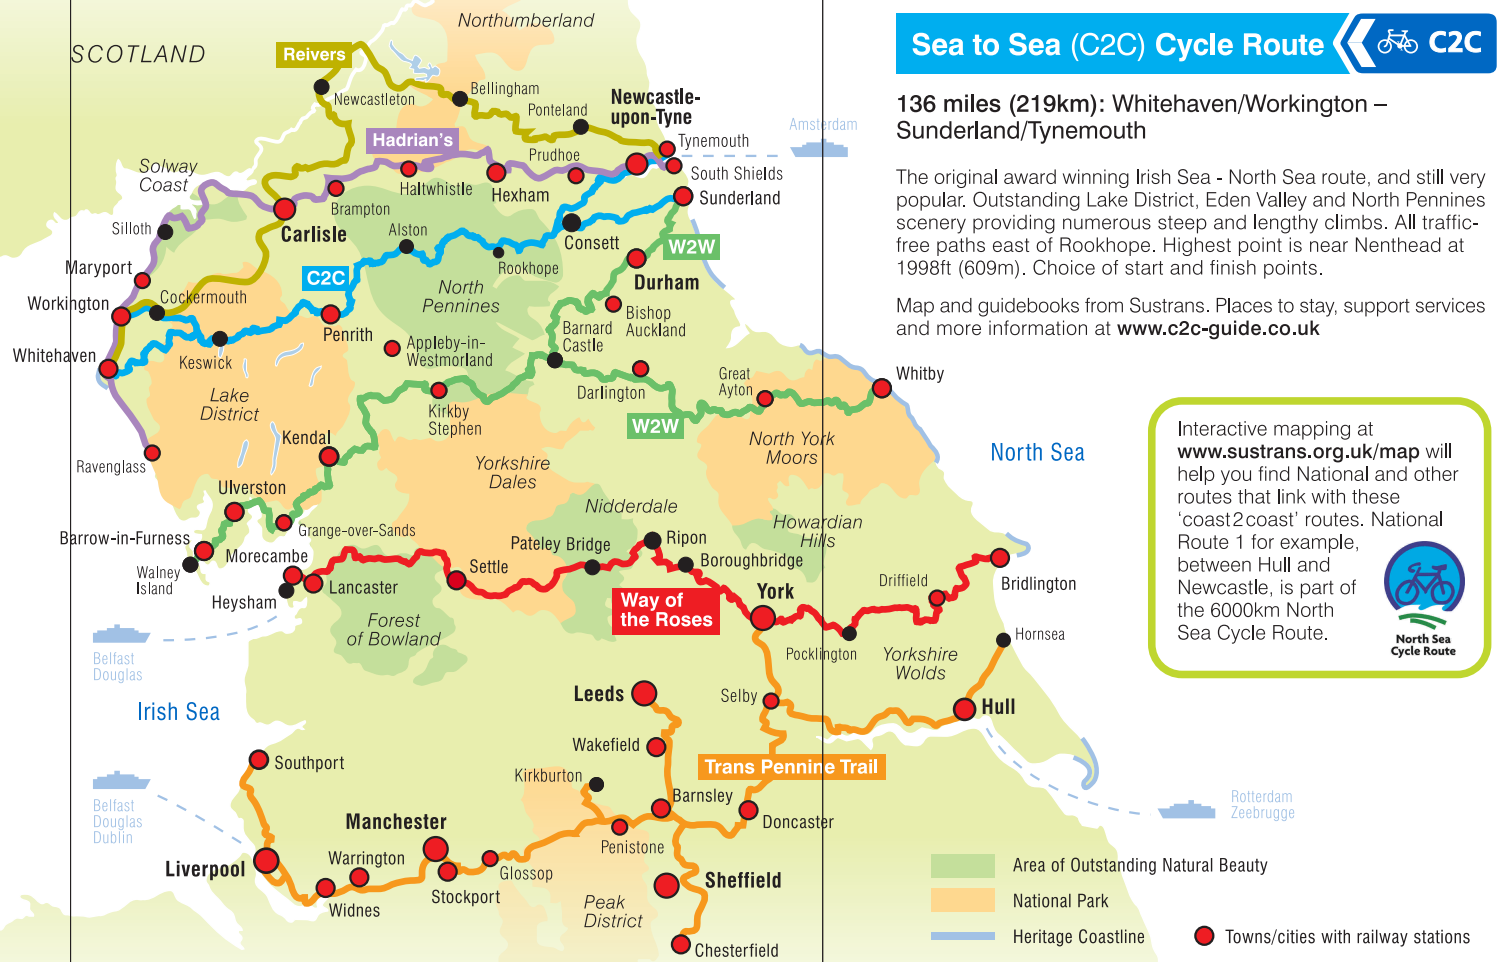 Sea to Sea (C2C) Cycle Route
C2C
136 miles (219km): Whitehaven/Workington –
Sunderland/Tynemouth
The original award winning Irish Sea - North Sea route, and still very
popular. Outstanding Lake District, Eden Valley and North Pennines
scenery providing numerous steep and lengthy climbs. All traffic-
free paths east of Rookhope. Highest point is near Nenthead at
1998ft (609m). Choice of start and finish points.
Map and guidebooks from Sustrans. Places to stay, support services
and more information at www.c2c-guide.co.uk
Interactive mapping at
www.sustrans.org.uk/map will
help you find National and other
routes that link with these
‘coast2coast’ routes. National
Route 1 for example,
between Hull and
Newcastle, is part of
the 6000km North
Sea Cycle Route.
North Sea
Cycle Route
Northumberland
SCOTLAND
Reivers
Newcastleton
Bellingham
Ponteland
Newcastle-
upon-Tyne
Amsterdam
Hadrian's
Tynemouth
Prudhoe
Solway
Coast
South Shields
Haltwhistle
Hexham
Sunderland
Brampton
Silloth
Carlisle
Alston
Consett
W2W
Maryport
C2C
Rookhope
Durham
Workington
Cockermouth
North
Pennines
Bishop
Auckland
Penrith
Barnard
Castle
Whitehaven
Keswick
Appleby-in-
Westmorland
Great
Ayton
Whitby
Lake
District
Darlington
Kirkby
Stephen
W2W
Kendal
North York
Moors
North Sea
Ravenglass
Yorkshire
Dales
Ulverston
Nidderdale
Howardian
Hills
Grange-over-Sands
Barrow-in-Furness
Morecambe
Pateley Bridge
Ripon
Boroughbridge
Walney
Island
Settle
Driffield
Bridlington
Heysham
Lancaster
Way of
the Roses
York
Forest
of Bowland
Hornsea
Belfast
Douglas
Pocklington
Yorkshire
Wolds
Leeds
Selby
Hull
Irish Sea
Wakefield
Southport
Trans Pennine Trail
Kirkburton
Belfast
Douglas
Dublin
Barnsley
Rotterdam
Zeebrugge
Manchester
Doncaster
Penistone
Liverpool
Warrington
Glossop
Sheffield
Stockport
Widnes
Peak
District
Chesterfield
Area of Outstanding Natural Beauty
National Park
Heritage Coastline
Towns/cities with railway stations